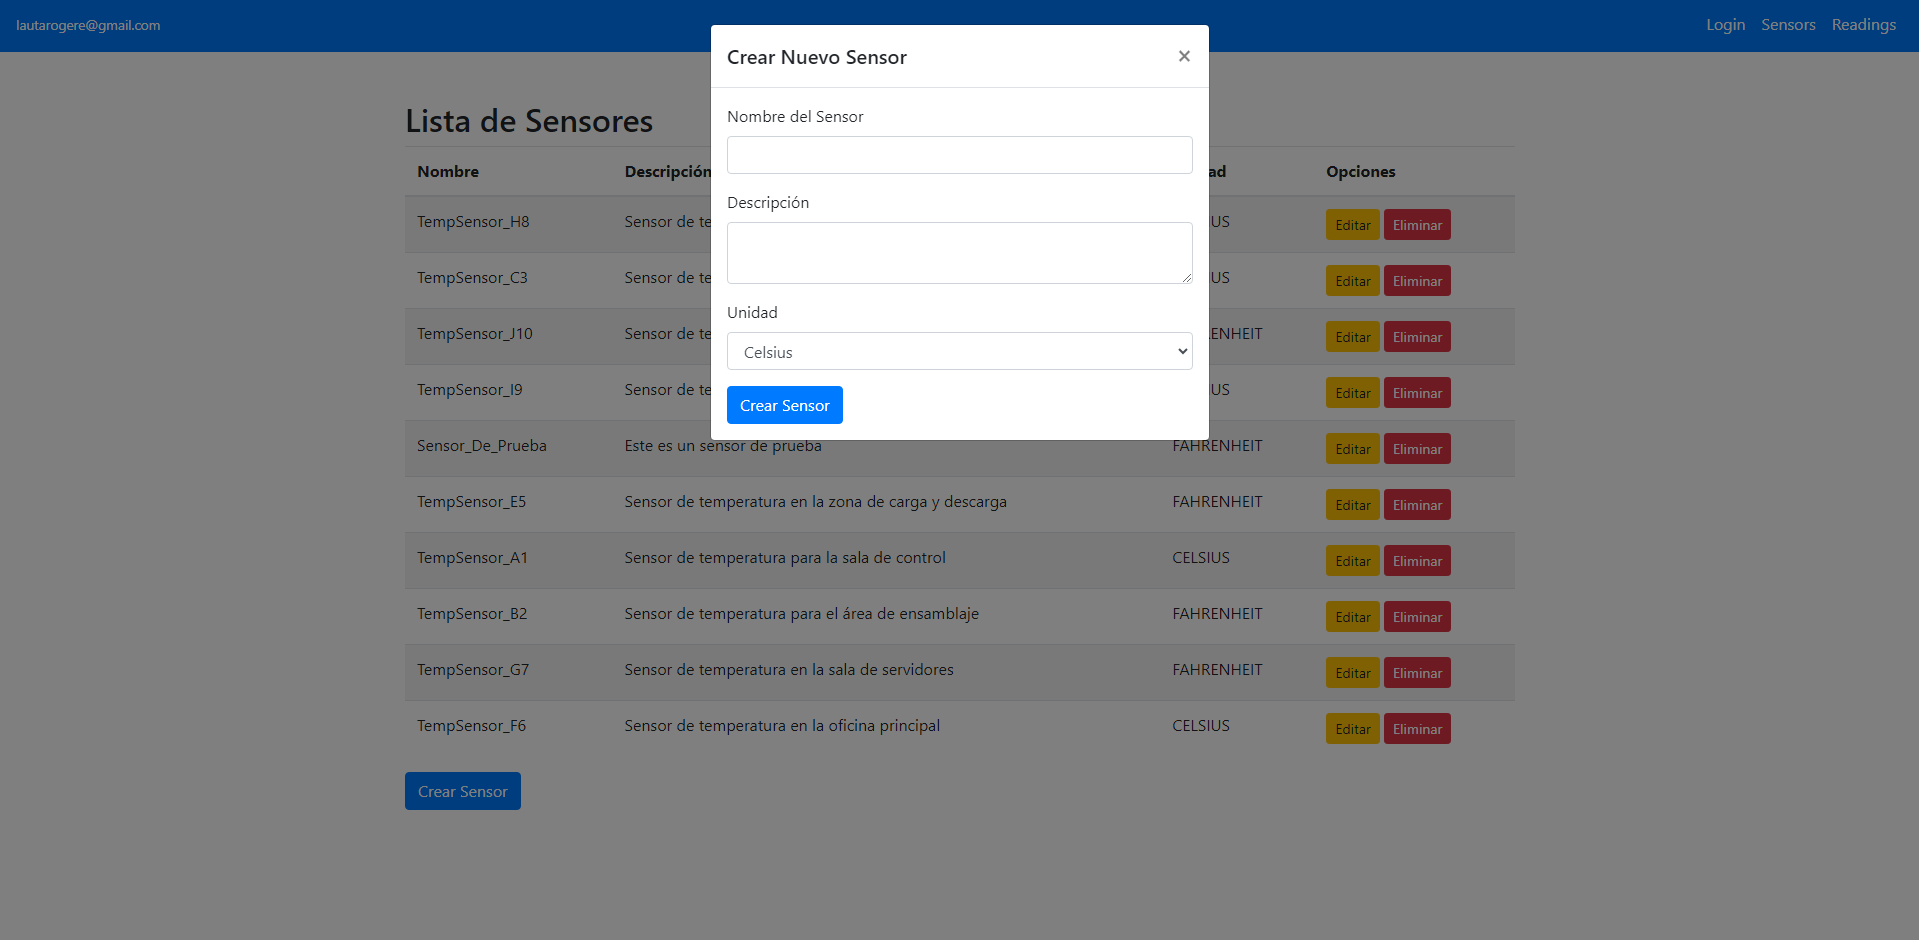 lautarogere@gmail.com Login Sensors Readings
Crear Nuevo Sensor ×
Nombre del Sensor
Descripción
Unidad
Celsius
Crear Sensor
Lista de Sensores
Nombre Descripción ad Opciones
TempSensor_H8 Sensor de te US Editar Eliminar
TempSensor_C3 Sensor de te US Editar Eliminar
TempSensor_J10 Sensor de te ENHEIT Editar Eliminar
TempSensor_I9 Sensor de te US Editar Eliminar
Sensor_De_Prueba Este es un sensor de prueba FAHRENHEIT Editar Eliminar
TempSensor_E5 Sensor de temperatura en la zona de carga y descarga FAHRENHEIT Editar Eliminar
TempSensor_A1 Sensor de temperatura para la sala de control CELSIUS Editar Eliminar
TempSensor_B2 Sensor de temperatura para el área de ensamblaje FAHRENHEIT Editar Eliminar
TempSensor_G7 Sensor de temperatura en la sala de servidores FAHRENHEIT Editar Eliminar
TempSensor_F6 Sensor de temperatura en la oficina principal CELSIUS Editar Eliminar
Crear Sensor